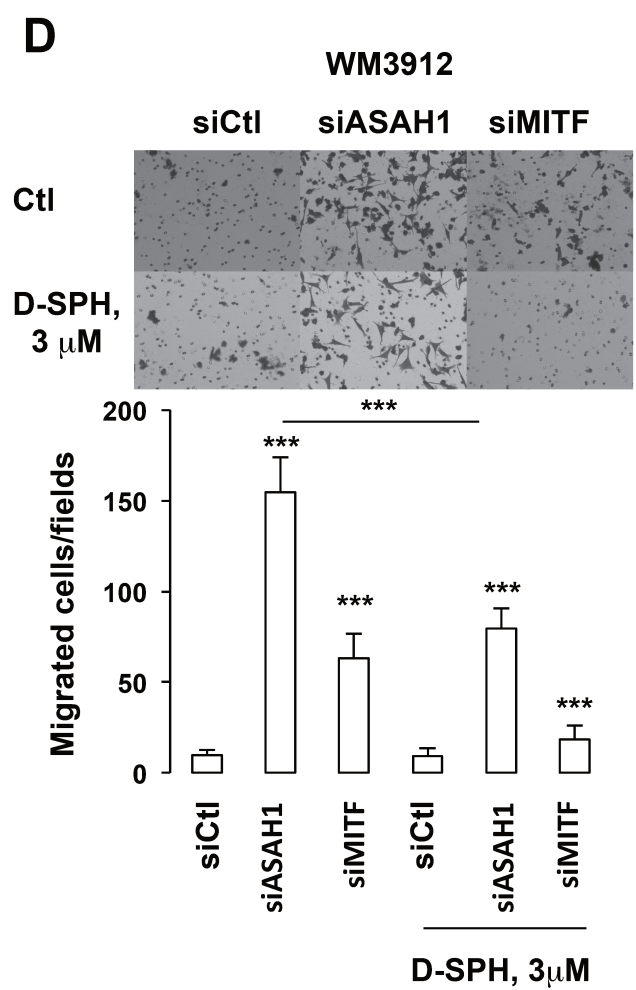 D
WM3912
siCtl siASAH1 siMITF
Ctl
D-SPH,
3 μM
200
150
100
50
0
Migrated cells/fields
***
***
***
***
***
siCtl
siASAH1
siMITF
siCtl
siASAH1
siMITF
D-SPH, 3μM